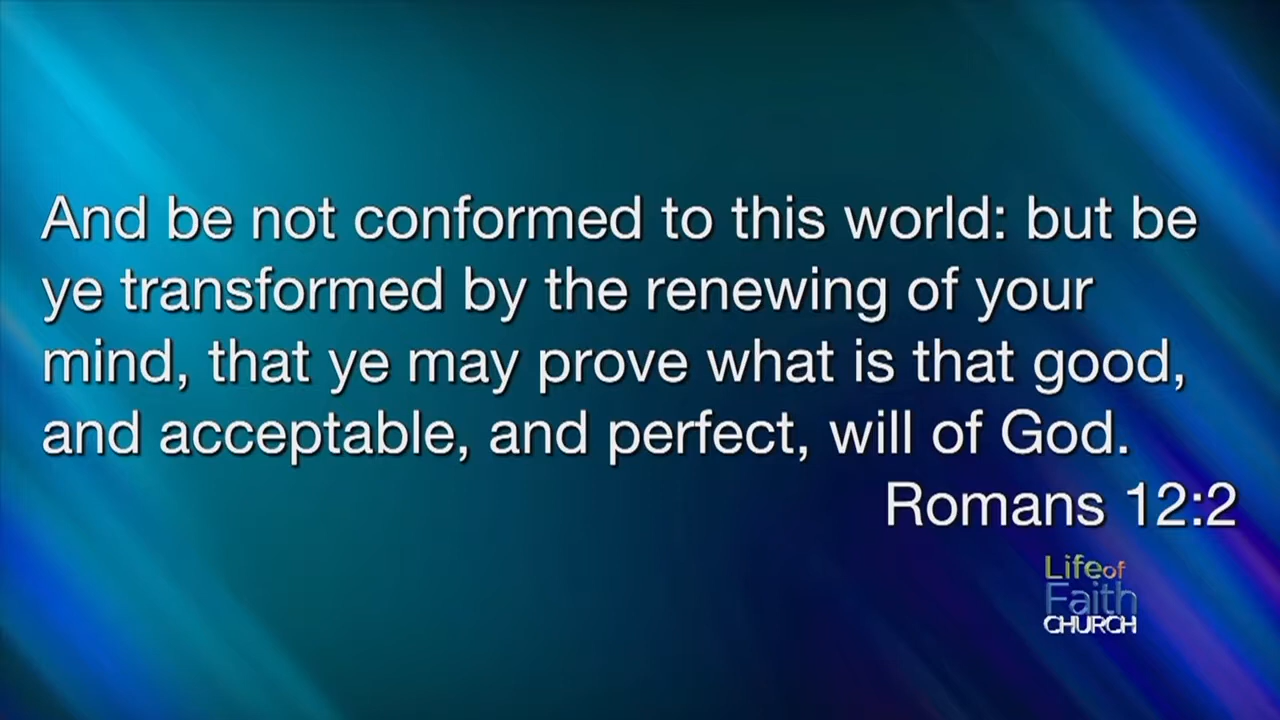 And be not conformed to this world: but be
ye transformed by the renewing of your
mind, that ye may prove what is that good,
and acceptable, and perfect, will of God.
Romans 12:2
Life of
Faith
CHURCH